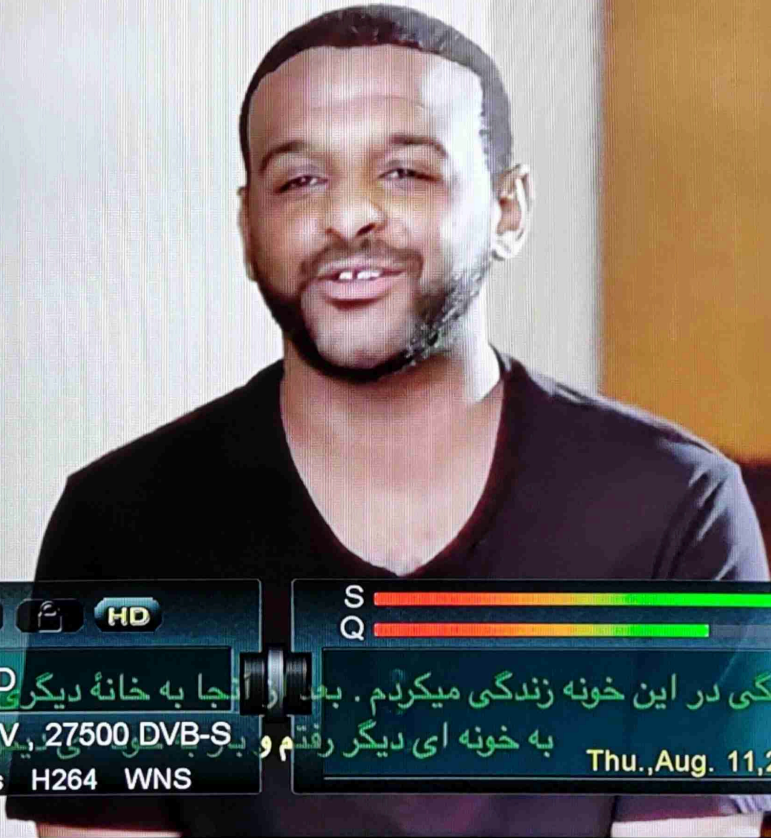 HD
S
Q
گی در این خونه زندگی میکردم . بعد از آنجا به خانهٔ دیگری
به خونه ای دیگر رفتم و
V , 27500 DVB-S
Thu.,Aug. 11,2
H264 WNS